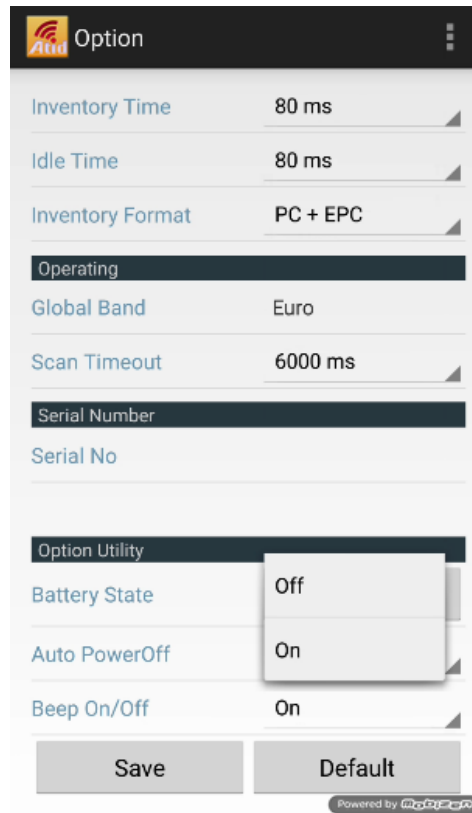 Atid Option
Inventory Time 80 ms
Idle Time 80 ms
Inventory Format PC + EPC
Operating
Global Band Euro
Scan Timeout 6000 ms
Serial Number
Serial No
Option Utility
Battery State Off
Auto PowerOff On
Beep On/Off On
Save Default
Powered by Mobizen